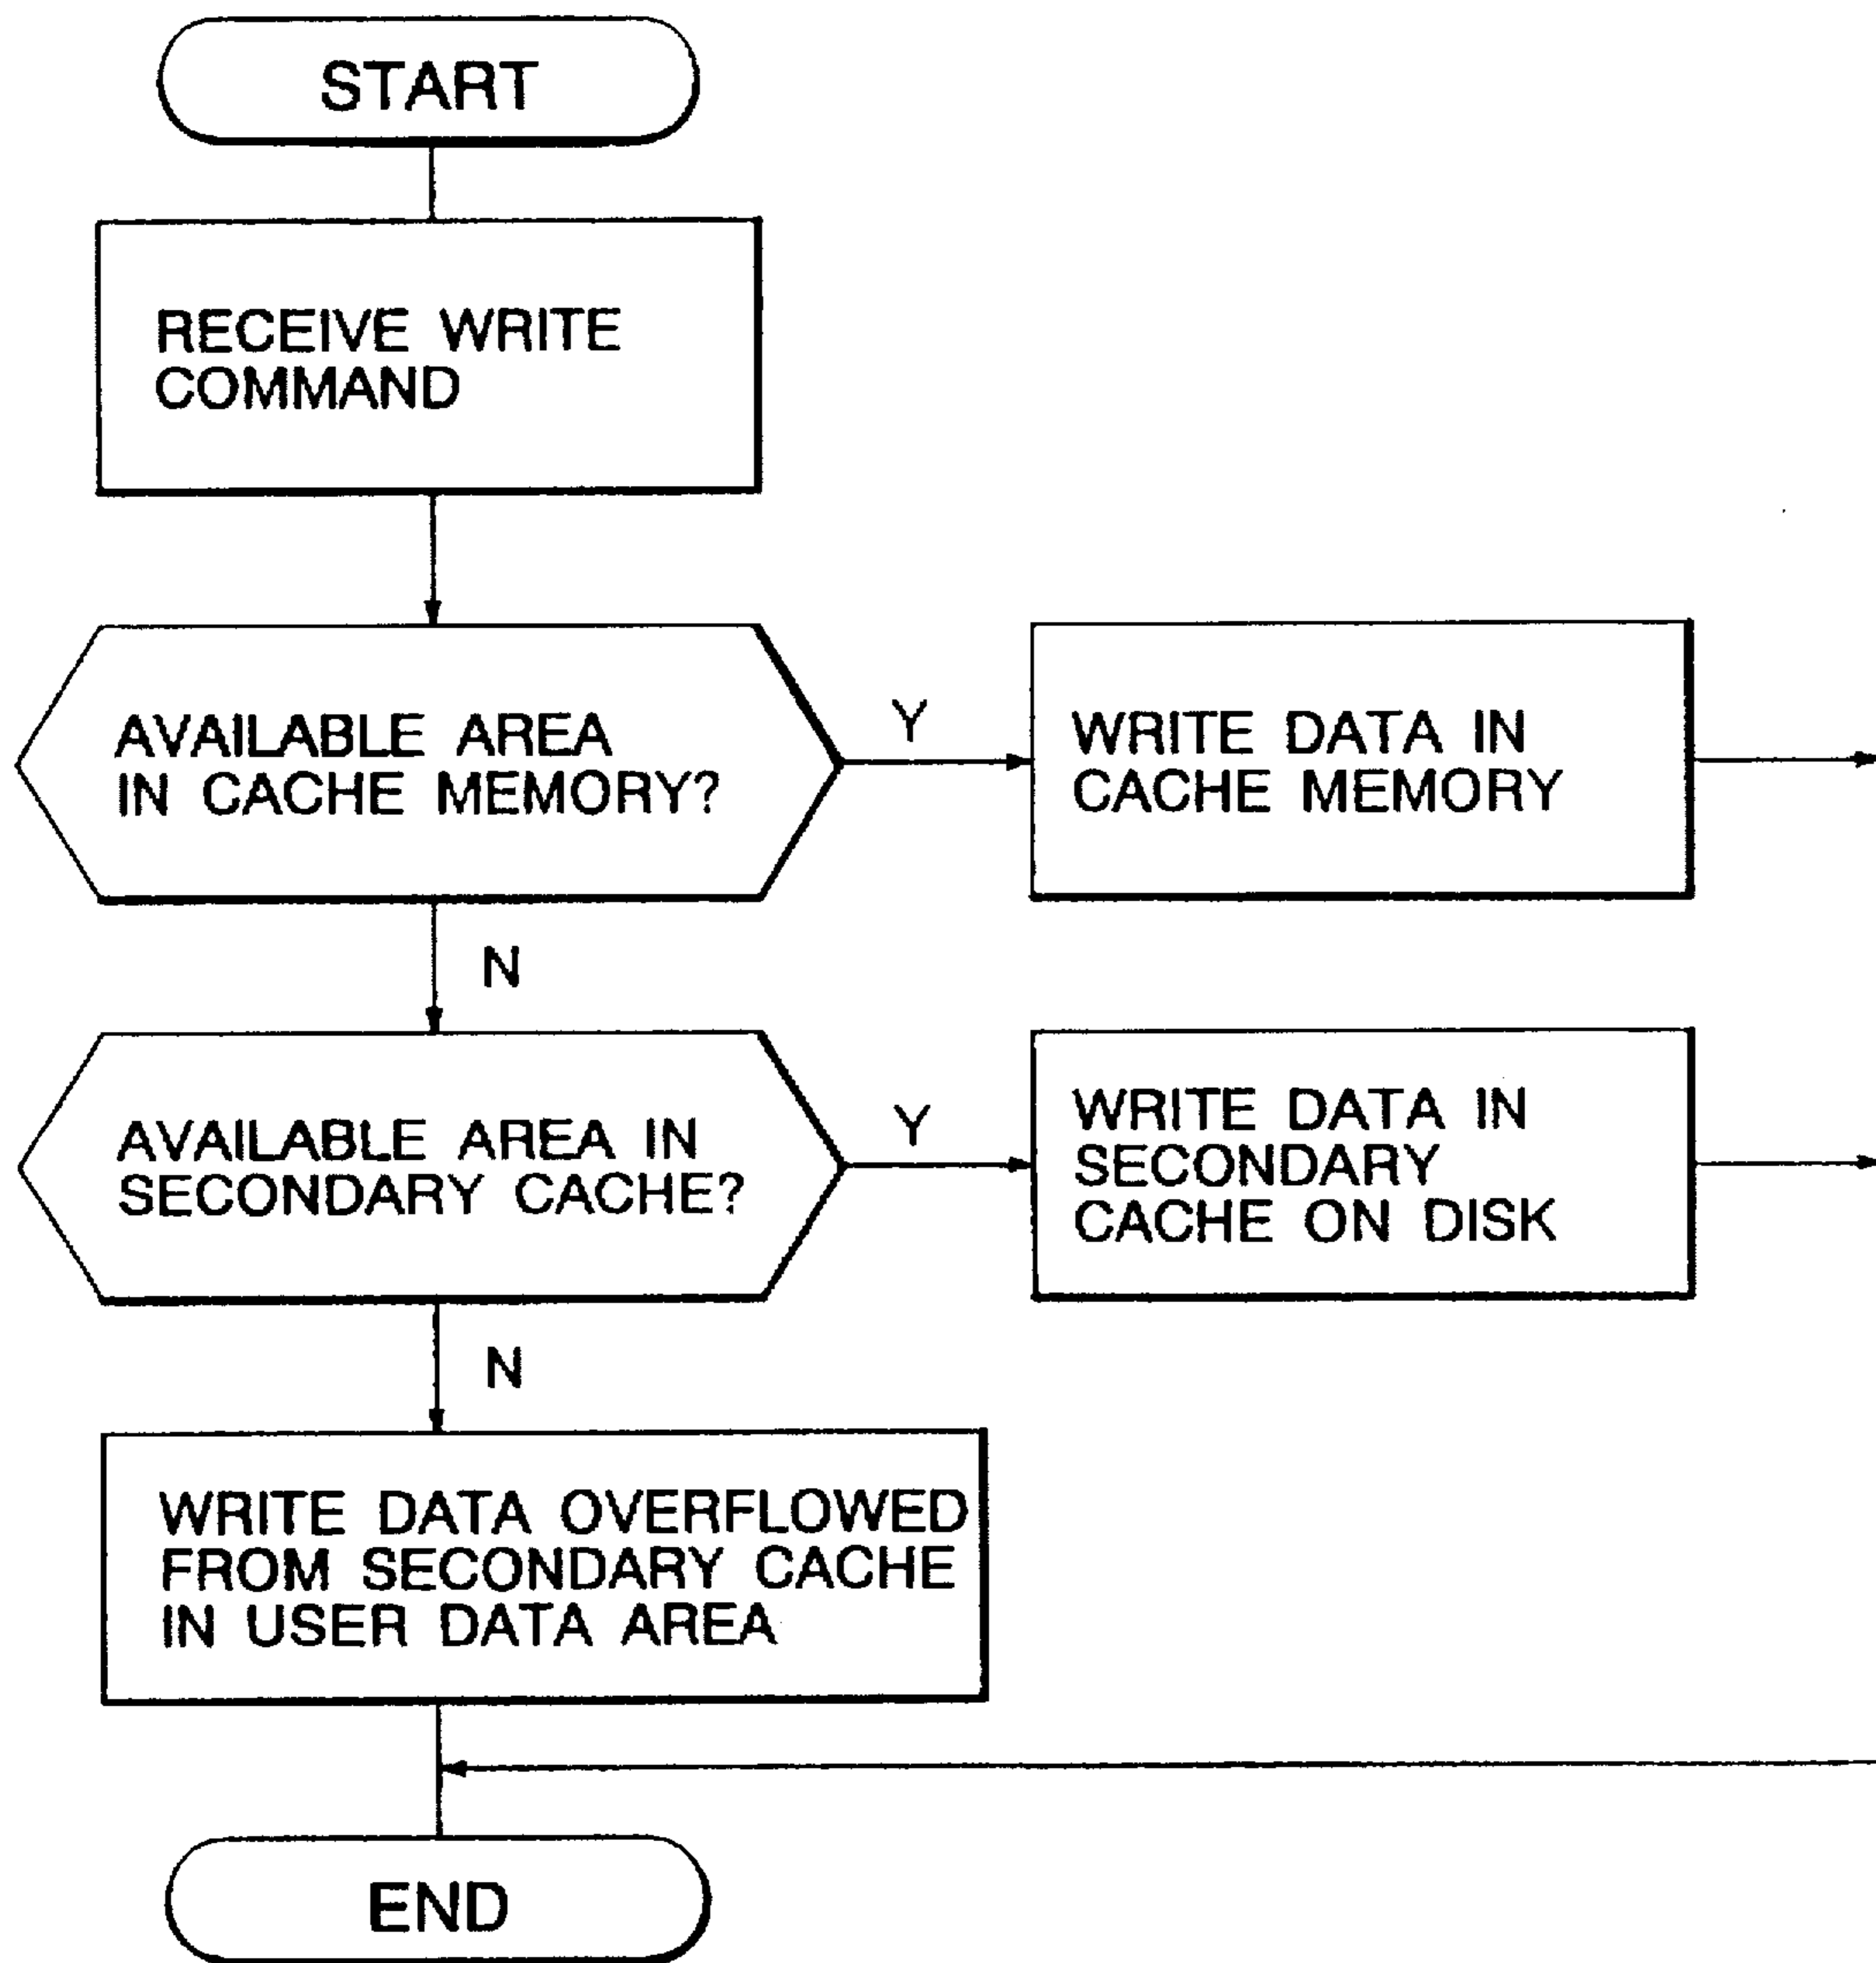 START
RECEIVE WRITE
COMMAND
AVAILABLE AREA
IN CACHE MEMORY?
Y
WRITE DATA IN
CACHE MEMORY
N
AVAILABLE AREA IN
SECONDARY CACHE?
Y
WRITE DATA IN
SECONDARY
CACHE ON DISK
N
WRITE DATA OVERFLOWED
FROM SECONDARY CACHE
IN USER DATA AREA
END